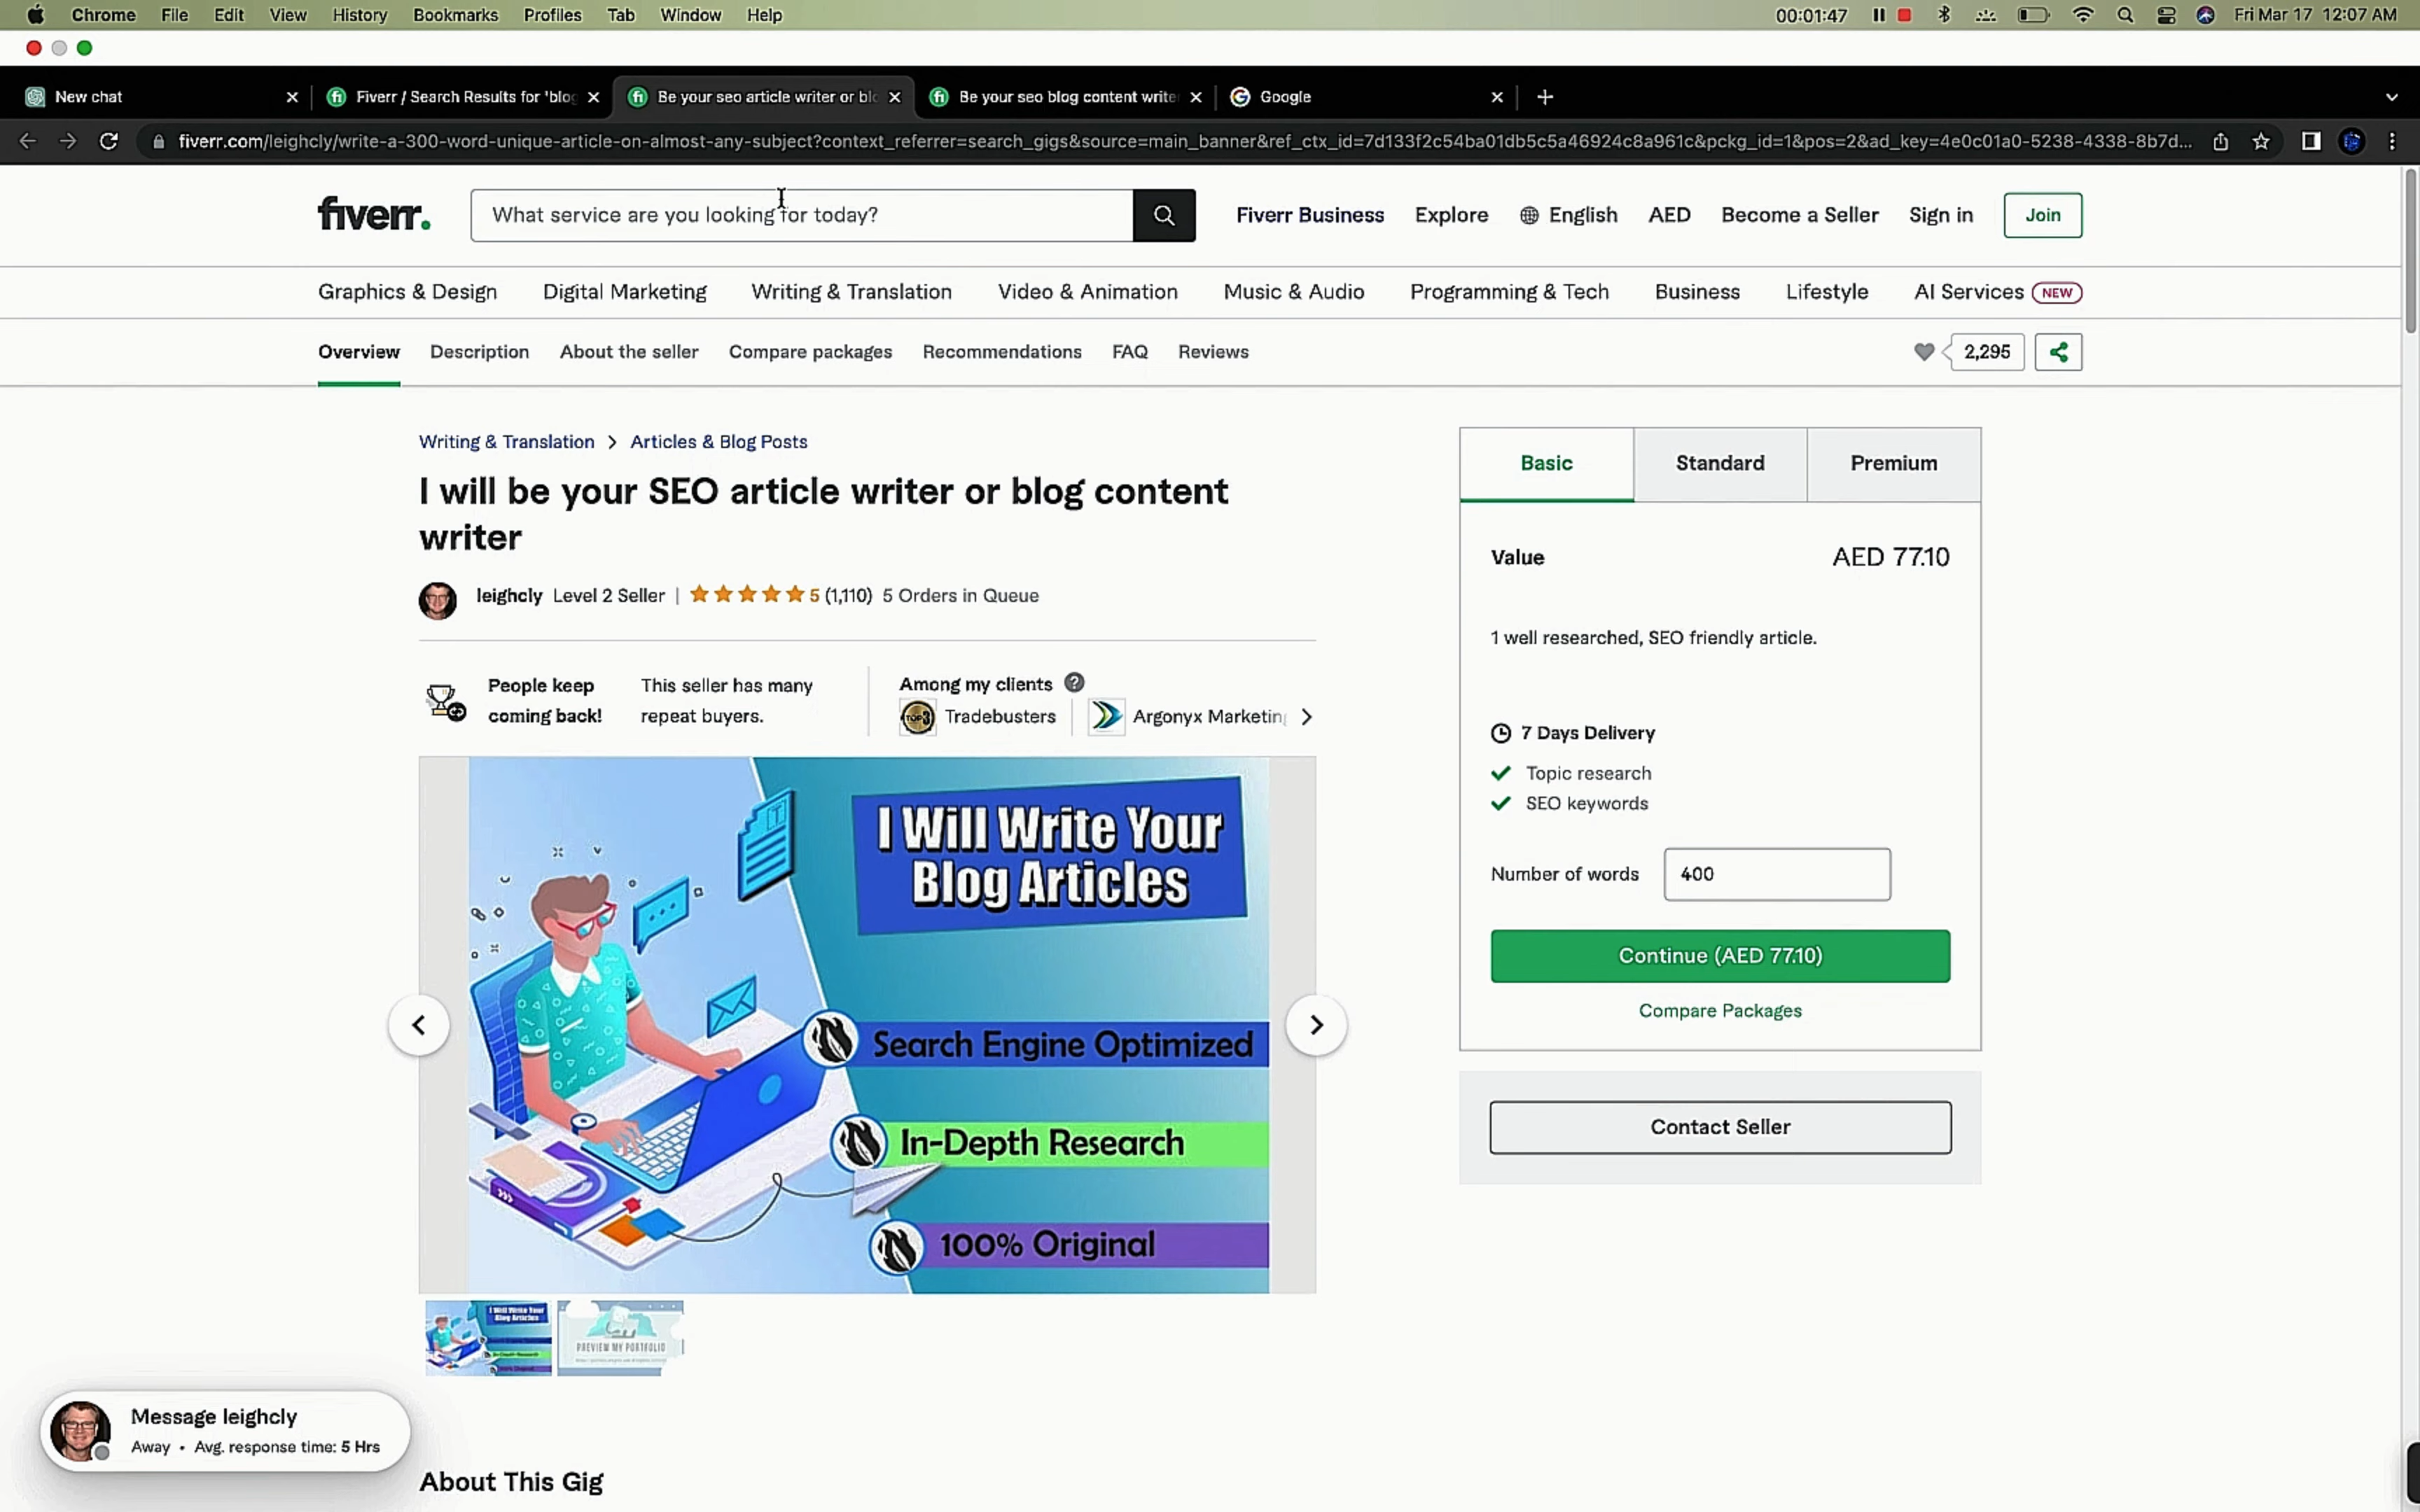 Chrome File Edit View History Bookmarks Profiles Tab Window Help 00:01:47 Fri Mar 17 12:07 AM
New chat Fiverr / Search Results for 'blog Be your seo article writer or blo Be your seo blog content write Google
fiverr.com/leighcly/write-a-300-word-unique-article-on-almost-any-subject?context_referrer=search_gigs&source=main_banner&ref_ctx_id=7d133f2c54ba01db5c5a46924c8a961c&pckg_id=1&pos=2&ad_key=4e0c01a0-5238-4338-8b7d...
fiverr. What service are you looking for today? Fiverr Business Explore English AED Become a Seller Sign in Join
Graphics & Design Digital Marketing Writing & Translation Video & Animation Music & Audio Programming & Tech Business Lifestyle AI Services NEW
Overview Description About the seller Compare packages Recommendations FAQ Reviews 2,295
Writing & Translation > Articles & Blog Posts
I will be your SEO article writer or blog content
writer
leighcly Level 2 Seller | 5 (1,110) 5 Orders in Queue
People keep
coming back!
This seller has many
repeat buyers.
Among my clients
Tradebusters Argonyx Marketing
I Will Write Your
Blog Articles
Search Engine Optimized
In-Depth Research
100% Original
I Will Write Your
Blog Articles
PREVIEW MY PORTFOLIO
Basic Standard Premium
Value AED 77.10
1 well researched, SEO friendly article.
7 Days Delivery
Topic research
SEO keywords
Number of words 400
Continue (AED 77.10)
Compare Packages
Contact Seller
Message leighcly
Away • Avg. response time: 5 Hrs
About This Gig